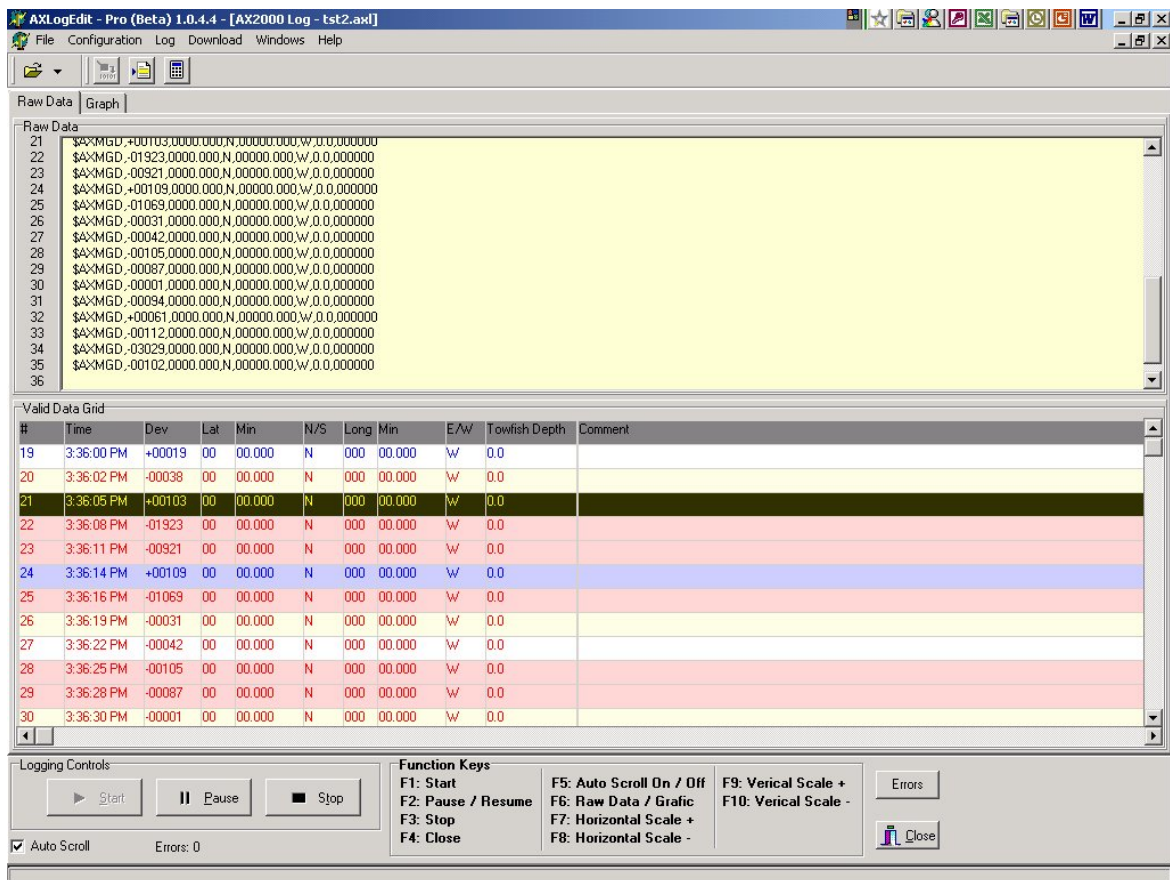 AXLogEdit - Pro (Beta) 1.0.4.4 - [AX2000 Log - tst2.axl]
File Configuration Log Download Windows Help
Raw Data Graph
Raw Data
21 $AXMGD,+00103,0000.000,N,00000.000,W,0.0,000000
22 $AXMGD,-01923,0000.000,N,00000.000,W,0.0,000000
23 $AXMGD,-00921,0000.000,N,00000.000,W,0.0,000000
24 $AXMGD,+00109,0000.000,N,00000.000,W,0.0,000000
25 $AXMGD,-01069,0000.000,N,00000.000,W,0.0,000000
26 $AXMGD,-00031,0000.000,N,00000.000,W,0.0,000000
27 $AXMGD,-00042,0000.000,N,00000.000,W,0.0,000000
28 $AXMGD,-00105,0000.000,N,00000.000,W,0.0,000000
29 $AXMGD,-00087,0000.000,N,00000.000,W,0.0,000000
30 $AXMGD,-00001,0000.000,N,00000.000,W,0.0,000000
31 $AXMGD,-00094,0000.000,N,00000.000,W,0.0,000000
32 $AXMGD,+00061,0000.000,N,00000.000,W,0.0,000000
33 $AXMGD,-00112,0000.000,N,00000.000,W,0.0,000000
34 $AXMGD,-03029,0000.000,N,00000.000,W,0.0,000000
35 $AXMGD,-00102,0000.000,N,00000.000,W,0.0,000000
36
Valid Data Grid
# Time Dev Lat Min N/S Long Min E/W Towfish Depth Comment
19 3:36:00 PM +00019 00 00.000 N 000 00.000 W 0.0
20 3:36:02 PM -00038 00 00.000 N 000 00.000 W 0.0
21 3:36:05 PM +00103 00 00.000 N 000 00.000 W 0.0
22 3:36:08 PM -01923 00 00.000 N 000 00.000 W 0.0
23 3:36:11 PM -00921 00 00.000 N 000 00.000 W 0.0
24 3:36:14 PM +00109 00 00.000 N 000 00.000 W 0.0
25 3:36:16 PM -01069 00 00.000 N 000 00.000 W 0.0
26 3:36:19 PM -00031 00 00.000 N 000 00.000 W 0.0
27 3:36:22 PM -00042 00 00.000 N 000 00.000 W 0.0
28 3:36:25 PM -00105 00 00.000 N 000 00.000 W 0.0
29 3:36:28 PM -00087 00 00.000 N 000 00.000 W 0.0
30 3:36:30 PM -00001 00 00.000 N 000 00.000 W 0.0
Logging Controls
Start Pause Stop
Auto Scroll Errors: 0
Function Keys
F1: Start F5: Auto Scroll On / Off F9: Verical Scale +
F2: Pause / Resume F6: Raw Data / Grafic F10: Verical Scale -
F3: Stop F7: Horizontal Scale +
F4: Close F8: Horizontal Scale -
Errors
Close